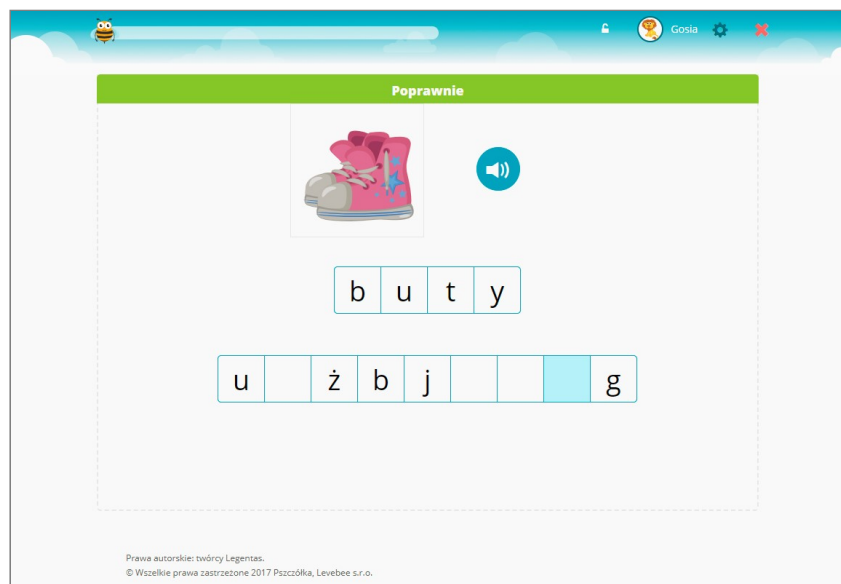 Gosia
Poprawnie
b u t y
u ż b j g
Prawa autorskie: twórcy Legentas.
© Wszelkie prawa zastrzeżone 2017 Pszczółka, Levebee s.r.o.